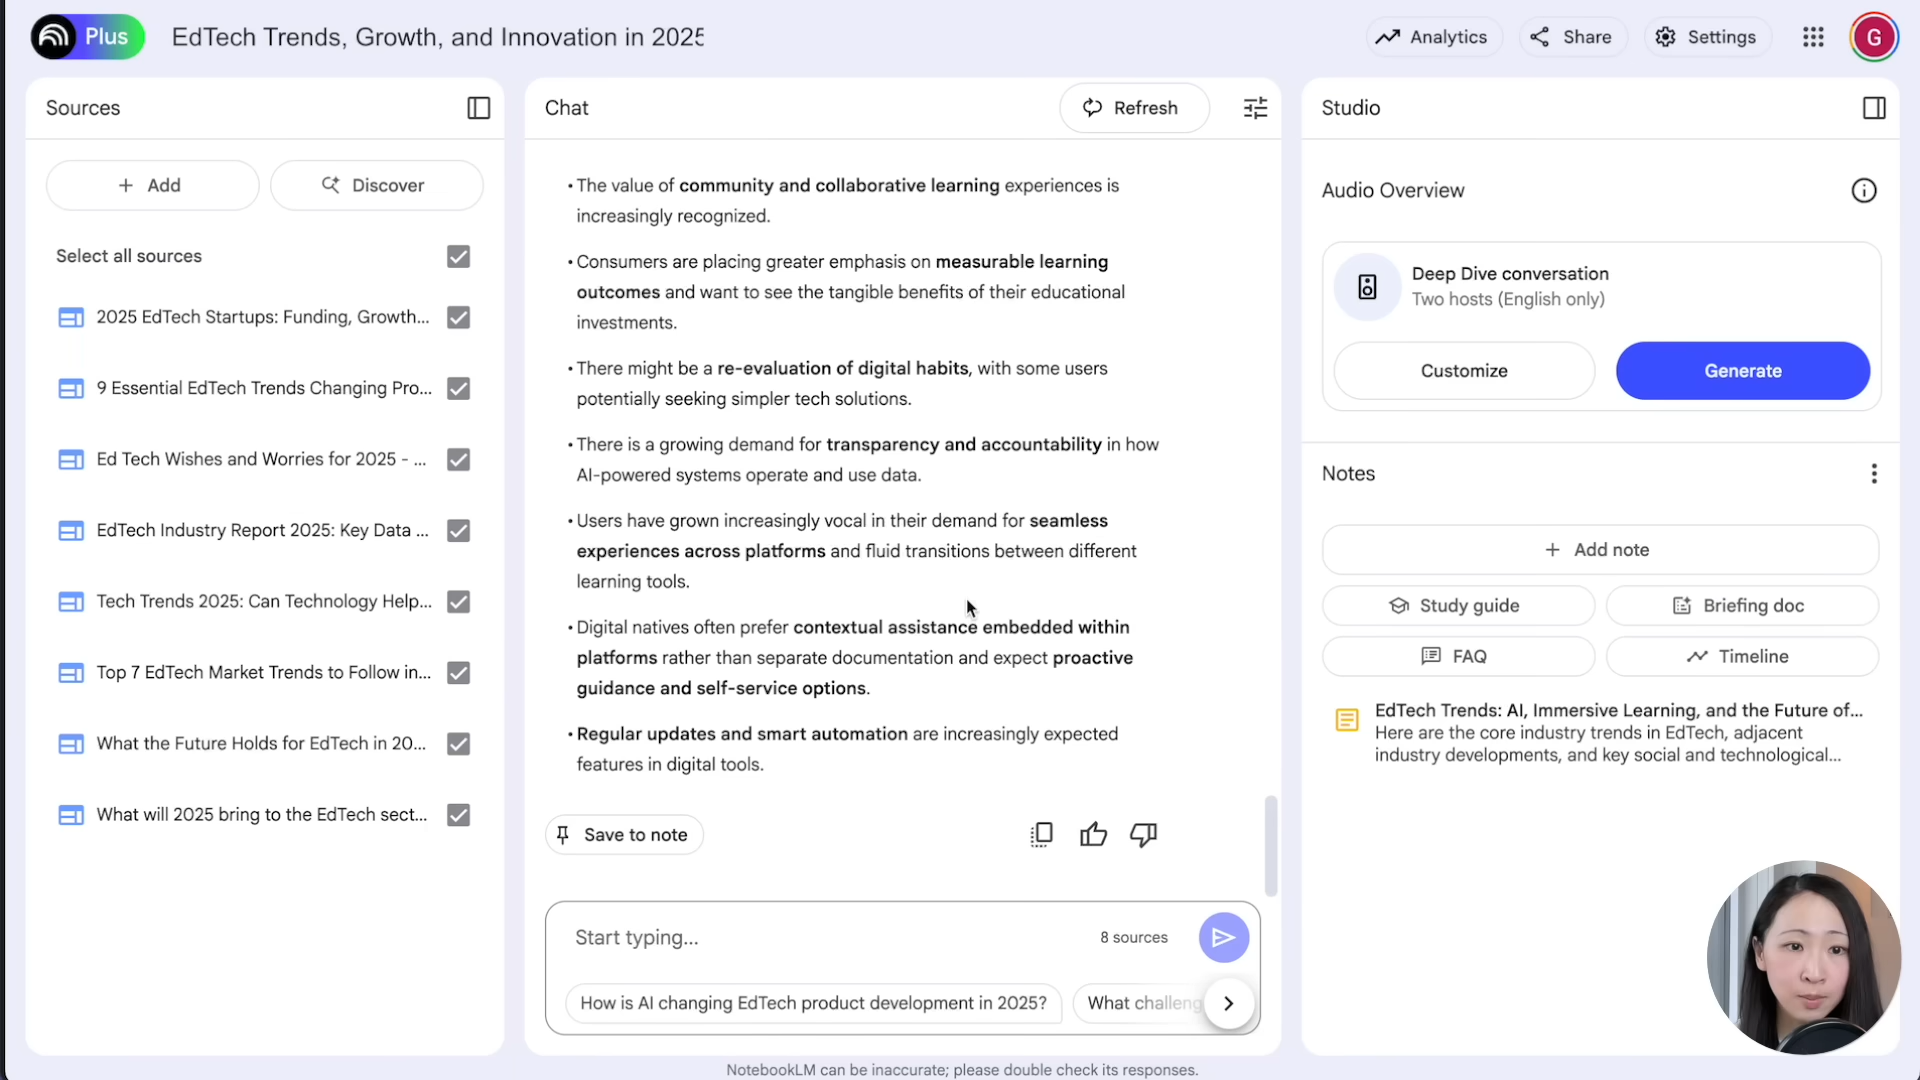 Plus
EdTech Trends, Growth, and Innovation in 2025
Analytics
Share
Settings
G
Sources
Add
Discover
Select all sources
2025 EdTech Startups: Funding, Growth...
9 Essential EdTech Trends Changing Pro...
Ed Tech Wishes and Worries for 2025 - ...
EdTech Industry Report 2025: Key Data ...
Tech Trends 2025: Can Technology Help...
Top 7 EdTech Market Trends to Follow in...
What the Future Holds for EdTech in 20...
What will 2025 bring to the EdTech sect...
Chat
Refresh
• The value of community and collaborative learning experiences is
increasingly recognized.
• Consumers are placing greater emphasis on measurable learning
outcomes and want to see the tangible benefits of their educational
investments.
• There might be a re-evaluation of digital habits, with some users
potentially seeking simpler tech solutions.
• There is a growing demand for transparency and accountability in how
AI-powered systems operate and use data.
• Users have grown increasingly vocal in their demand for seamless
experiences across platforms and fluid transitions between different
learning tools.
• Digital natives often prefer contextual assistance embedded within
platforms rather than separate documentation and expect proactive
guidance and self-service options.
• Regular updates and smart automation are increasingly expected
features in digital tools.
Save to note
Start typing...
8 sources
How is AI changing EdTech product development in 2025?
What challeng
NotebookLM can be inaccurate; please double check its responses.
Studio
Audio Overview
Deep Dive conversation
Two hosts (English only)
Customize
Generate
Notes
Add note
Study guide
Briefing doc
FAQ
Timeline
EdTech Trends: AI, Immersive Learning, and the Future of...
Here are the core industry trends in EdTech, adjacent
industry developments, and key social and technological...